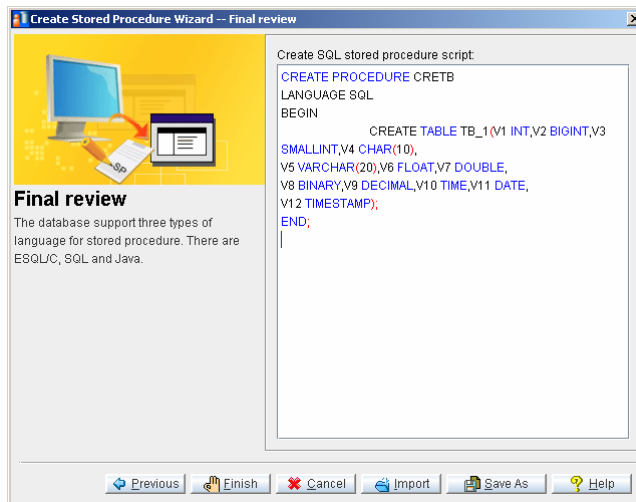 Create Stored Procedure Wizard -- Final review
Create SQL stored procedure script:
CREATE PROCEDURE CRETB
LANGUAGE SQL
BEGIN
CREATE TABLE TB_1(V1 INT,V2 BIGINT,V3
SMALLINT,V4 CHAR(10),
V5 VARCHAR(20),V6 FLOAT,V7 DOUBLE,
V8 BINARY,V9 DECIMAL,V10 TIME,V11 DATE,
V12 TIMESTAMP);
END;
SP
Final review
The database support three types of
language for stored procedure. There are
ESQL/C, SQL and Java.
Previous Finish Cancel Import Save As Help